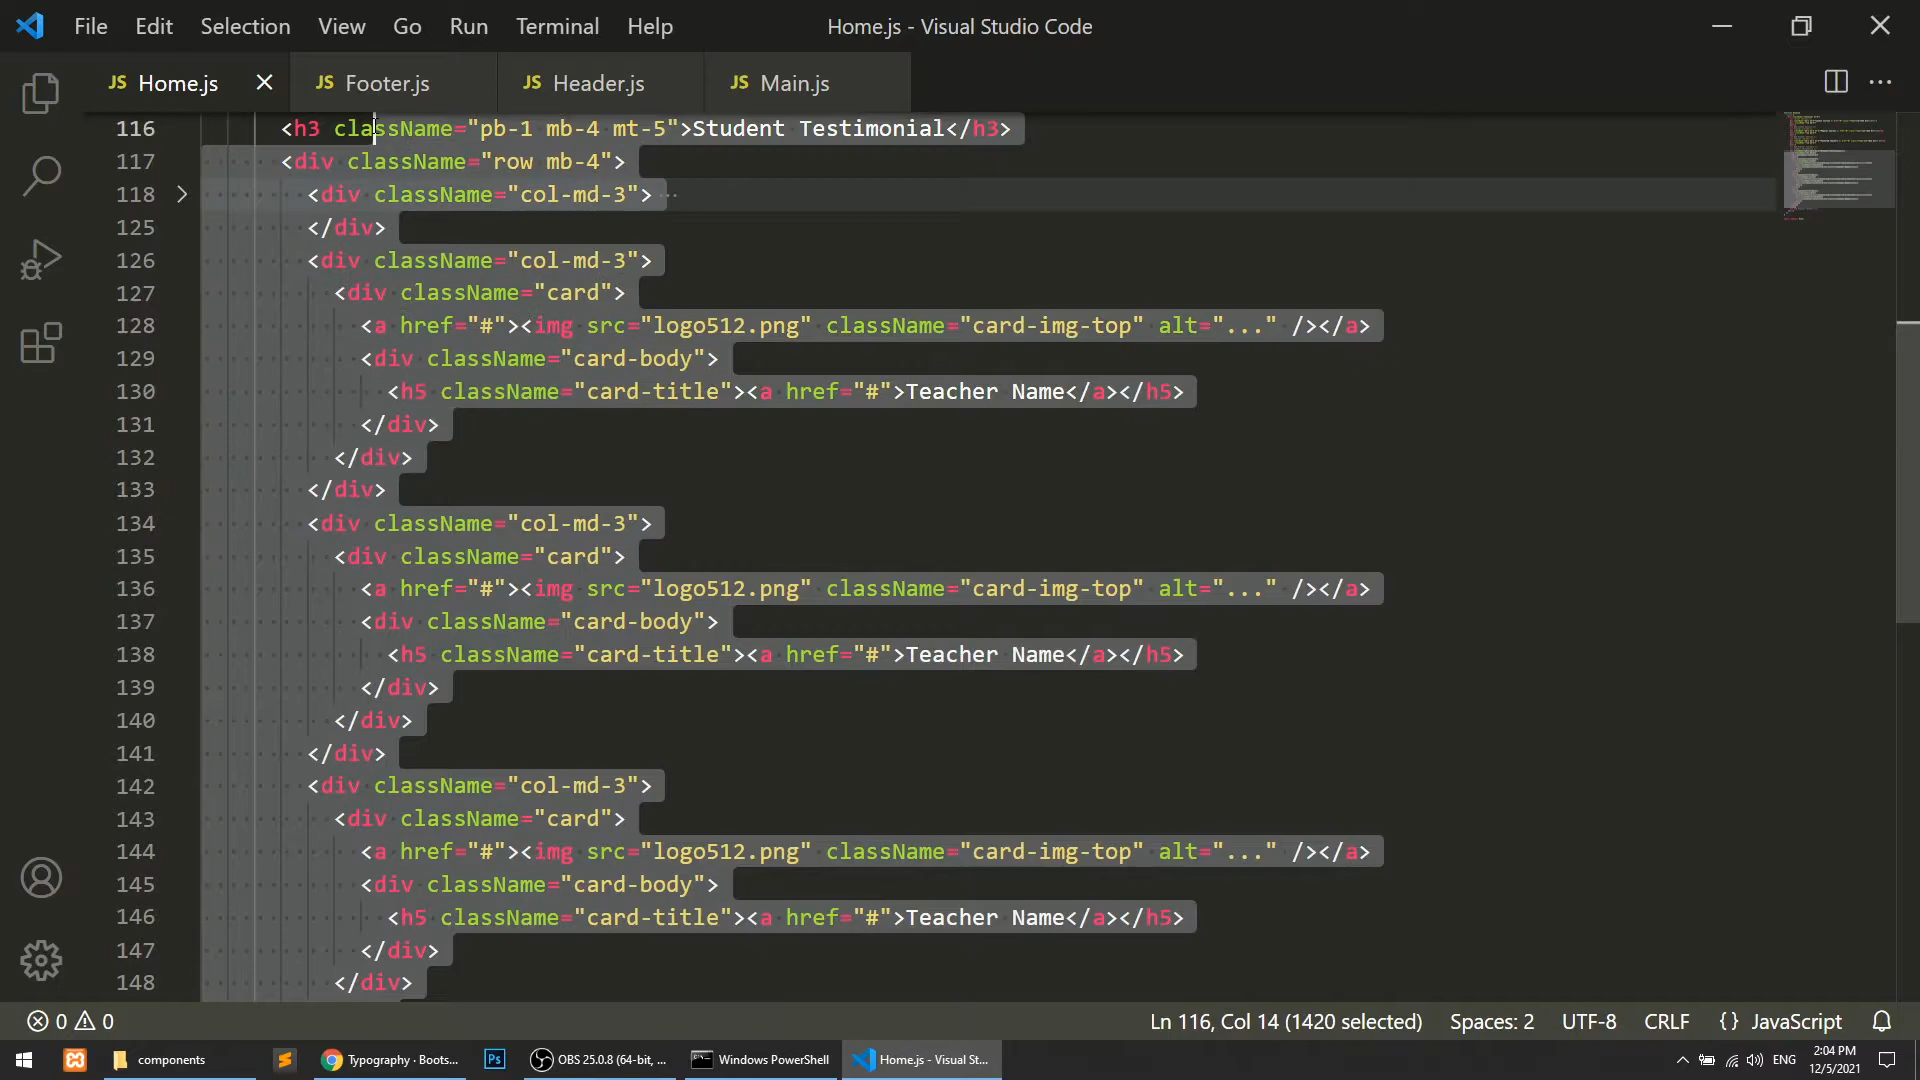 File Edit Selection View Go Run Terminal Help
Home.js - Visual Studio Code
JS Home.js
JS Footer.js
JS Header.js
JS Main.js
116 <h3 className="pb-1 mb-4 mt-5">Student Testimonial</h3>
117 <div className="row mb-4">
118 <div className="col-md-3">
125 </div>
126 <div className="col-md-3">
127 <div className="card">
128 <a href="#"><img src="logo512.png" className="card-img-top" alt="..." /></a>
129 <div className="card-body">
130 <h5 className="card-title"><a href="#">Teacher Name</a></h5>
131 </div>
132 </div>
133 </div>
134 <div className="col-md-3">
135 <div className="card">
136 <a href="#"><img src="logo512.png" className="card-img-top" alt="..." /></a>
137 <div className="card-body">
138 <h5 className="card-title"><a href="#">Teacher Name</a></h5>
139 </div>
140 </div>
141 </div>
142 <div className="col-md-3">
143 <div className="card">
144 <a href="#"><img src="logo512.png" className="card-img-top" alt="..." /></a>
145 <div className="card-body">
146 <h5 className="card-title"><a href="#">Teacher Name</a></h5>
147 </div>
148 </div>
0 0
Ln 116, Col 14 (1420 selected) Spaces: 2 UTF-8 CRLF {} JavaScript
components
Typography · Boots...
Ps
OBS 25.0.8 (64-bit, ...
Windows PowerShell
Home.js - Visual St...
ENG
2:04 PM
12/5/2021